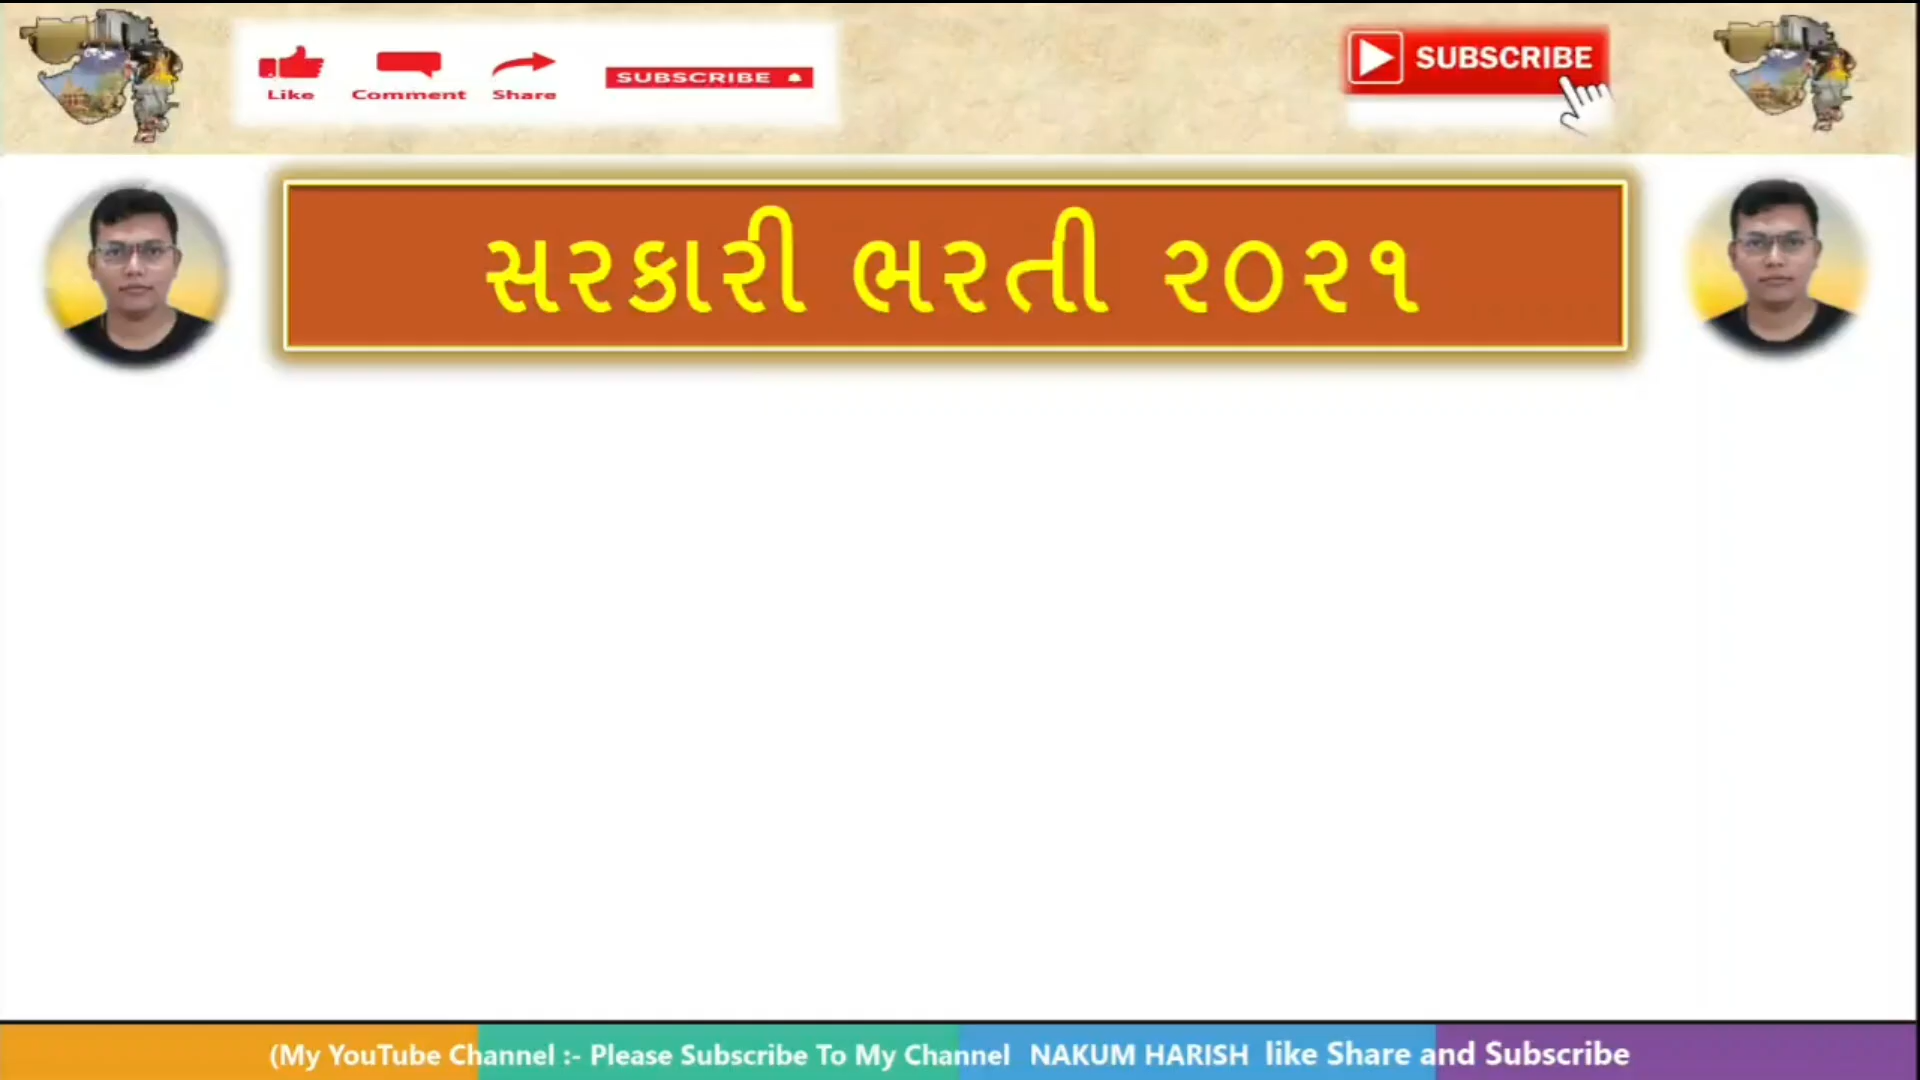 Like Comment Share SUBSCRIBE
SUBSCRIBE
સરકારી ભરતી ૨૦૨૧
(My YouTube Channel :- Please Subscribe To My Channel NAKUM HARISH like Share and Subscribe